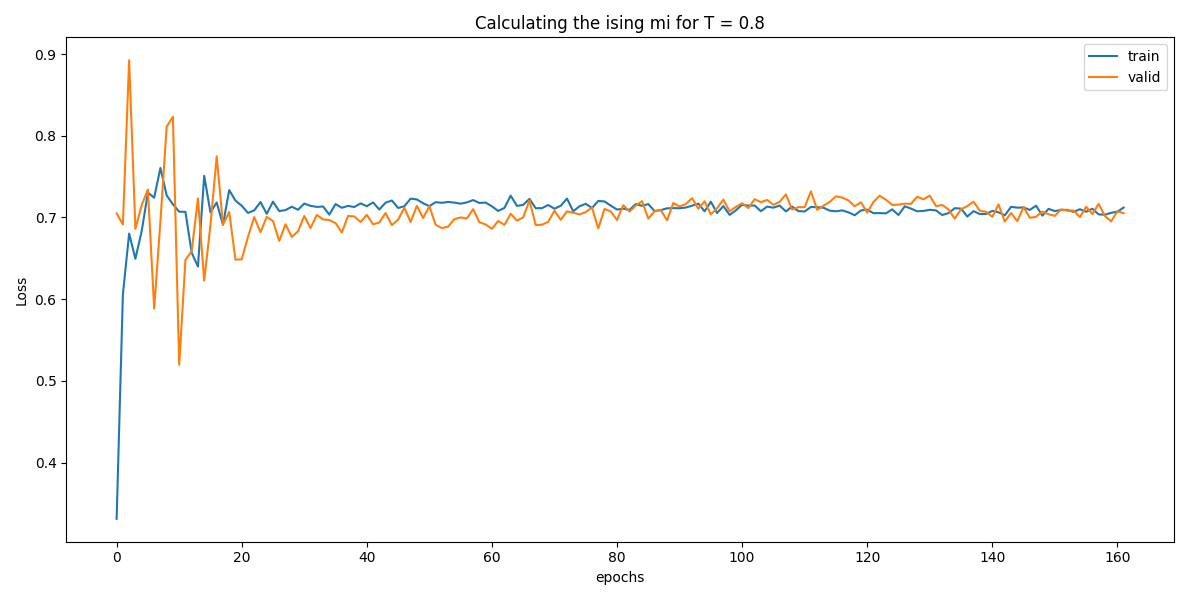 Calculating the ising mi for T = 0.8
train
valid
Loss
0.9
0.8
0.7
0.6
0.5
0.4
0 20 40 60 80 100 120 140 160
epochs